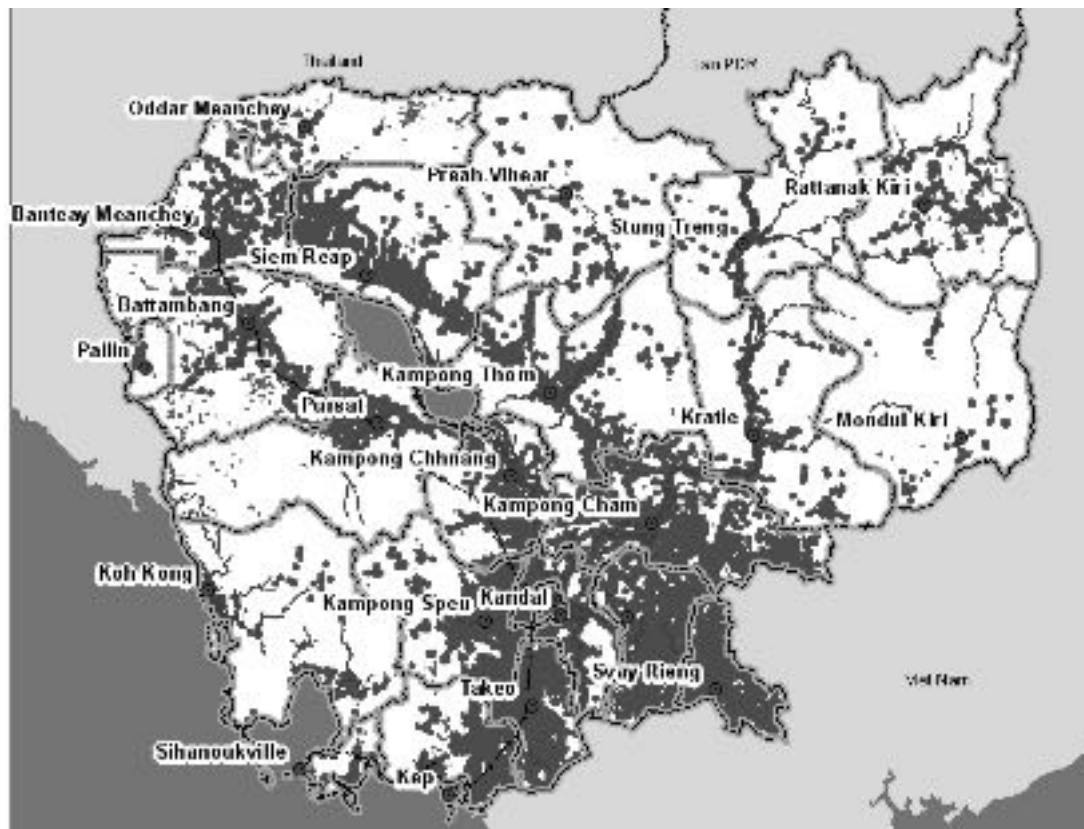 Thailand
Lao PDR
Oddar Meanchey
Preah Vihear
Rattanak Kiri
Banteay Meanchey
Stung Treng
Siem Reap
Battambang
Pailin
Kampong Thom
Pursat
Kratie
Mondul Kiri
Kampong Chhnang
Kampong Cham
Koh Kong
Kampong Speu
Kandal
Svay Rieng
Takeo
Viet Nam
Sihanoukville
Kep